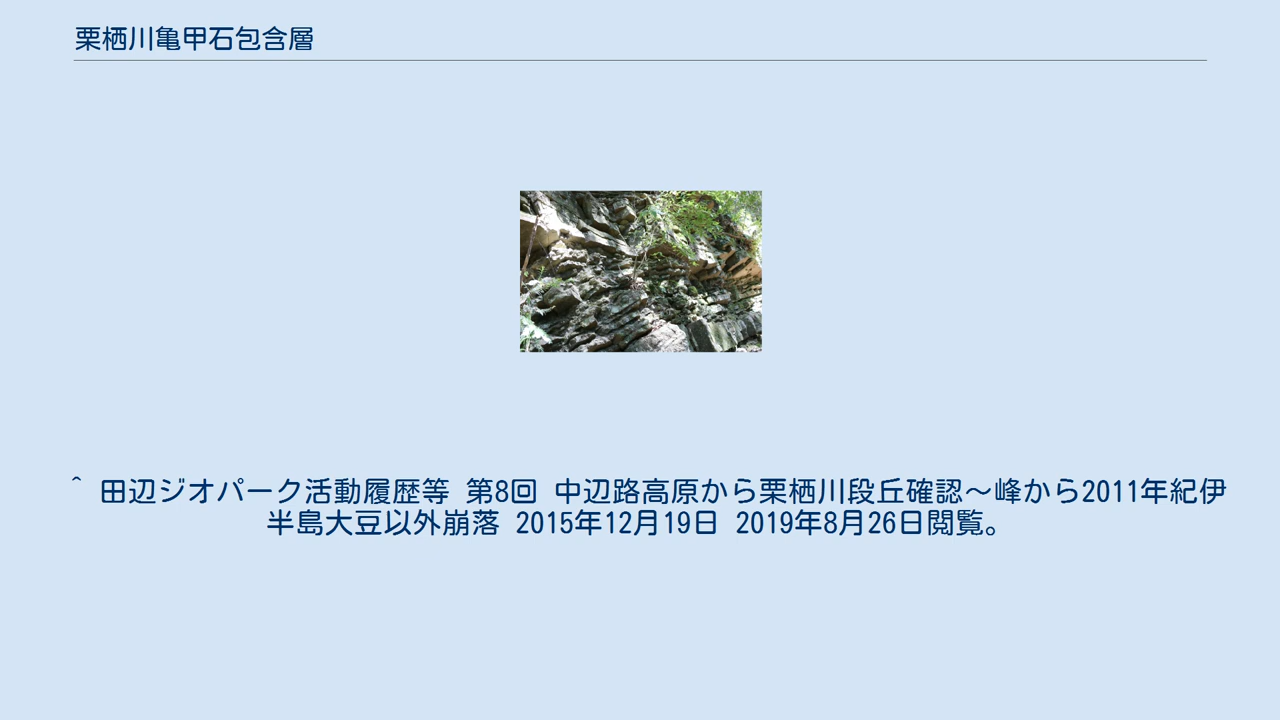 栗栖川亀甲石包含層
^ 田辺ジオパーク活動履歴等 第8回 中辺路高原から栗栖川段丘確認～峰から2011年紀伊
半島大豆以外崩落 2015年12月19日 2019年8月26日閲覧。